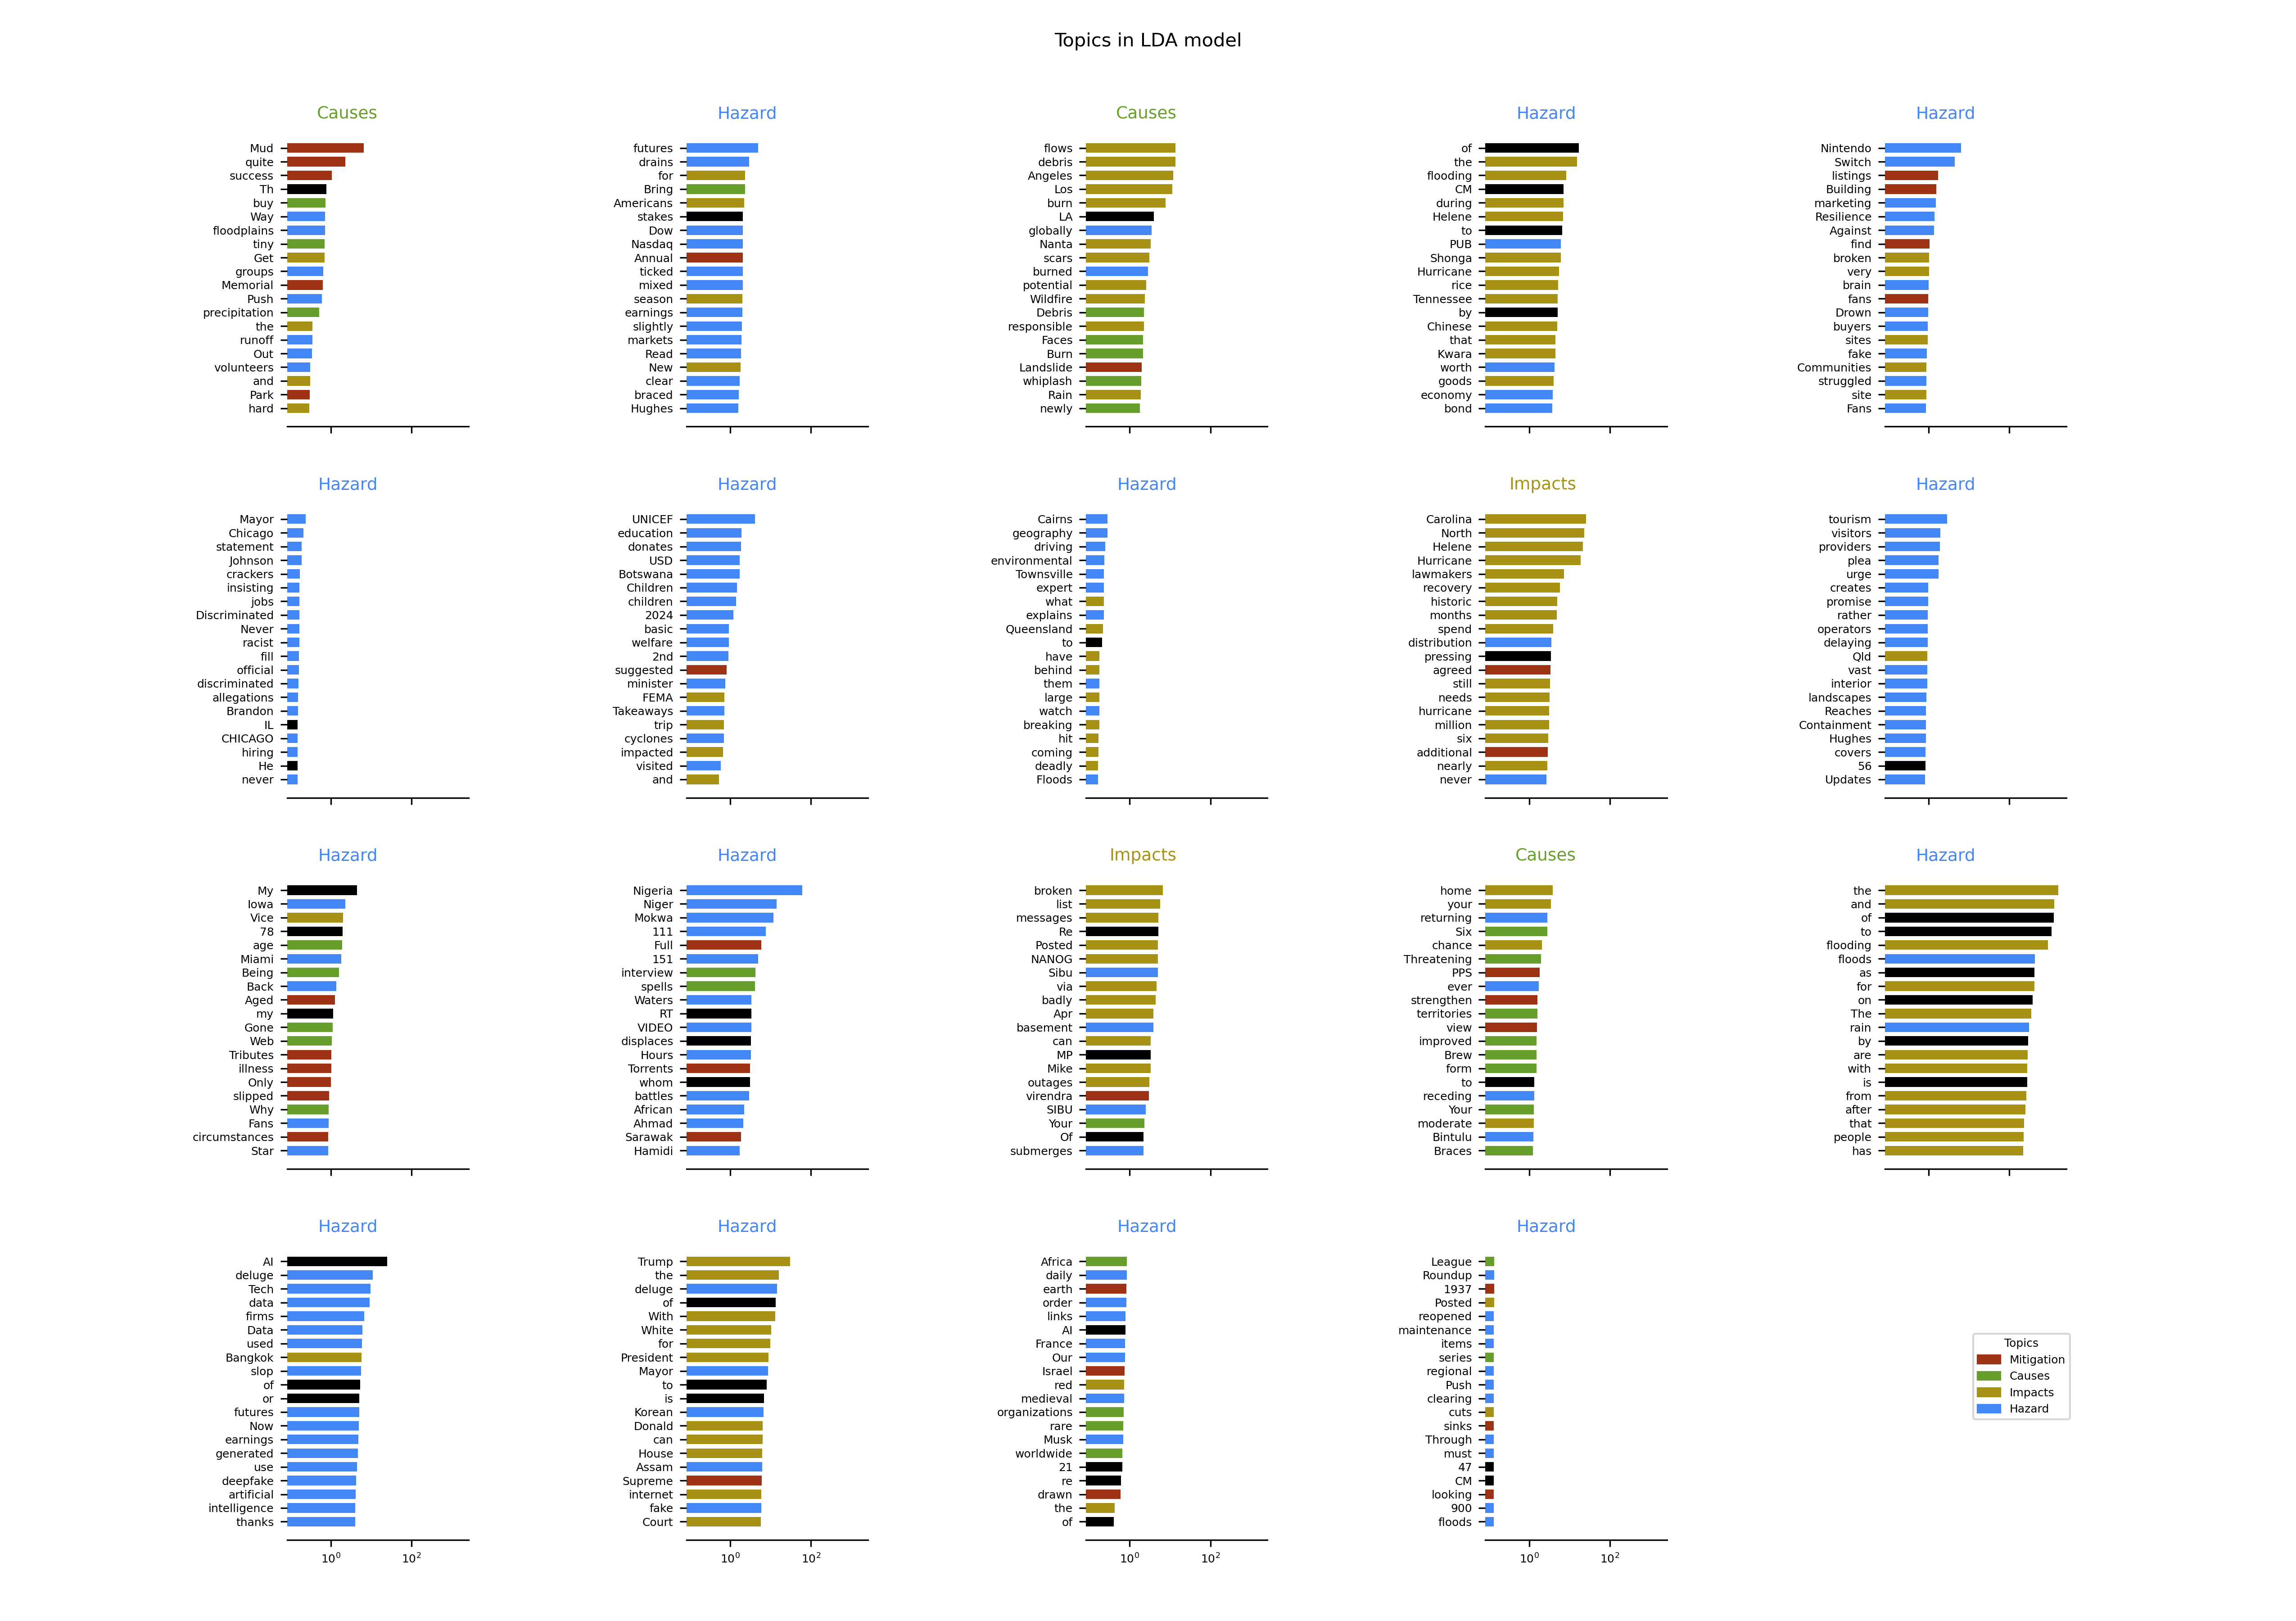 Topics in LDA model
Causes
Mud
quite
success
Th
buy
Way
floodplains
tiny
Get
groups
Memorial
Push
precipitation
the
runoff
Out
volunteers
and
Park
hard
Hazard
futures
drains
for
Bring
Americans
stakes
Dow
Nasdaq
Annual
ticked
mixed
season
earnings
slightly
markets
Read
New
clear
braced
Hughes
Causes
flows
debris
Angeles
Los
burn
LA
globally
Nanta
scars
burned
potential
Wildfire
Debris
responsible
Faces
Burn
Landslide
whiplash
Rain
newly
Hazard
of
the
flooding
CM
during
Helene
to
PUB
Shonga
Hurricane
rice
Tennessee
by
Chinese
that
Kwara
worth
goods
economy
bond
Hazard
Nintendo
Switch
listings
Building
marketing
Resilience
Against
find
broken
very
brain
fans
Drown
buyers
sites
fake
Communities
struggled
site
Fans
Hazard
Mayor
Chicago
statement
Johnson
crackers
insisting
jobs
Discriminated
Never
racist
fill
official
discriminated
allegations
Brandon
IL
CHICAGO
hiring
He
never
Hazard
UNICEF
education
donates
USD
Botswana
Children
children
2024
basic
welfare
2nd
suggested
minister
FEMA
Takeaways
trip
cyclones
impacted
visited
and
Hazard
Cairns
geography
driving
environmental
Townsville
expert
what
explains
Queensland
to
have
behind
them
large
watch
breaking
hit
coming
deadly
Floods
Impacts
Carolina
North
Helene
Hurricane
lawmakers
recovery
historic
months
spend
distribution
pressing
agreed
still
needs
hurricane
million
six
additional
nearly
never
Hazard
tourism
visitors
providers
plea
urge
creates
promise
rather
operators
delaying
Qld
vast
interior
landscapes
Reaches
Containment
Hughes
covers
56
Updates
Hazard
My
Iowa
Vice
78
age
Miami
Being
Back
Aged
my
Gone
Web
Tributes
illness
Only
slipped
Why
Fans
circumstances
Star
Hazard
Nigeria
Niger
Mokwa
111
Full
151
interview
spells
Waters
RT
VIDEO
displaces
Hours
Torrents
whom
battles
African
Ahmad
Sarawak
Hamidi
Impacts
broken
list
messages
Re
Posted
NANOG
Sibu
via
badly
Apr
basement
can
MP
Mike
outages
virendra
SIBU
Your
Of
submerges
Causes
home
your
returning
Six
chance
Threatening
PPS
ever
strengthen
territories
view
improved
Brew
form
to
receding
Your
moderate
Bintulu
Braces
Hazard
the
and
of
to
flooding
floods
as
for
on
The
rain
by
are
with
is
from
after
that
people
has
Hazard
AI
deluge
Tech
data
firms
Data
used
Bangkok
slop
of
or
futures
Now
earnings
generated
use
deepfake
artificial
intelligence
thanks
10⁰ 10²
Hazard
Trump
the
deluge
of
With
White
for
President
Mayor
to
is
Korean
Donald
can
House
Assam
Supreme
internet
fake
Court
10⁰ 10²
Hazard
Africa
daily
earth
order
links
AI
France
Our
Israel
red
medieval
organizations
rare
Musk
worldwide
21
re
drawn
the
of
10⁰ 10²
Hazard
League
Roundup
1937
Posted
reopened
maintenance
items
series
regional
Push
clearing
cuts
sinks
Through
must
47
CM
looking
900
floods
10⁰ 10²
Topics
Mitigation
Causes
Impacts
Hazard